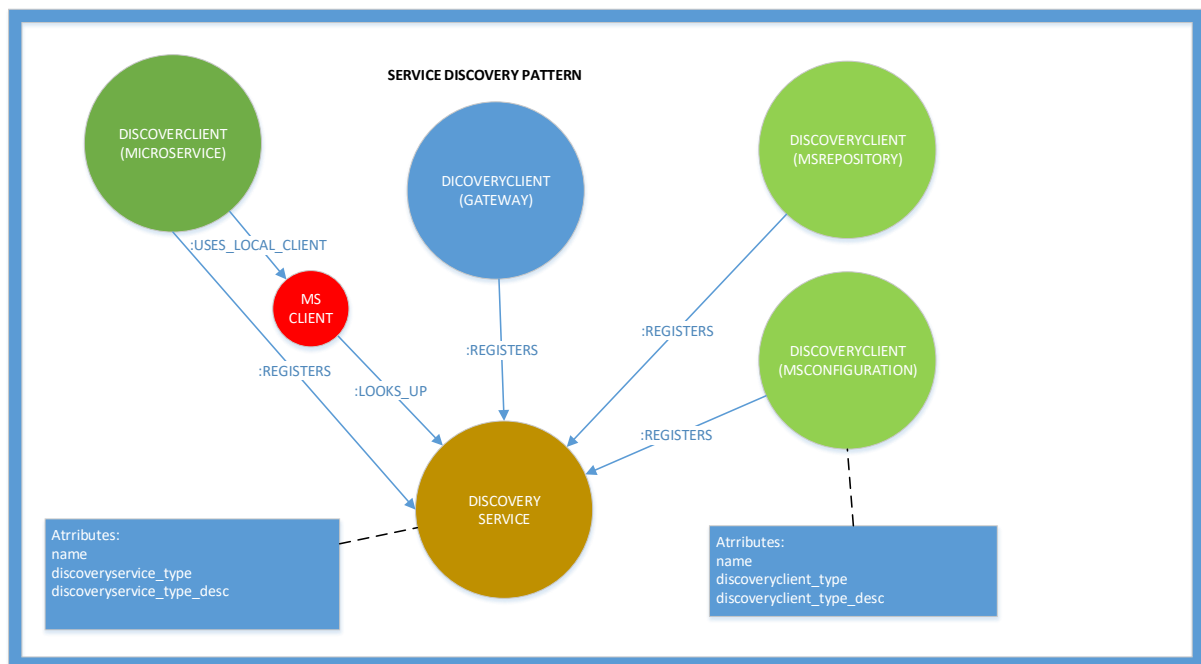 SERVICE DISCOVERY PATTERN
DISCOVERCLIENT
(MICROSERVICE)
DICOVERYCLIENT
(GATEWAY)
DISCOVERYCLIENT
(MSREPOSITORY)
:USES_LOCAL_CLIENT
MS
CLIENT
:REGISTERS
:REGISTERS
:REGISTERS
:LOOKS_UP
DISCOVERYCLIENT
(MSCONFIGURATION)
:REGISTERS
DISCOVERY
SERVICE
Atrributes:
name
discoveryservice_type
discoveryservice_type_desc
Atrributes:
name
discoveryclient_type
discoveryclient_type_desc